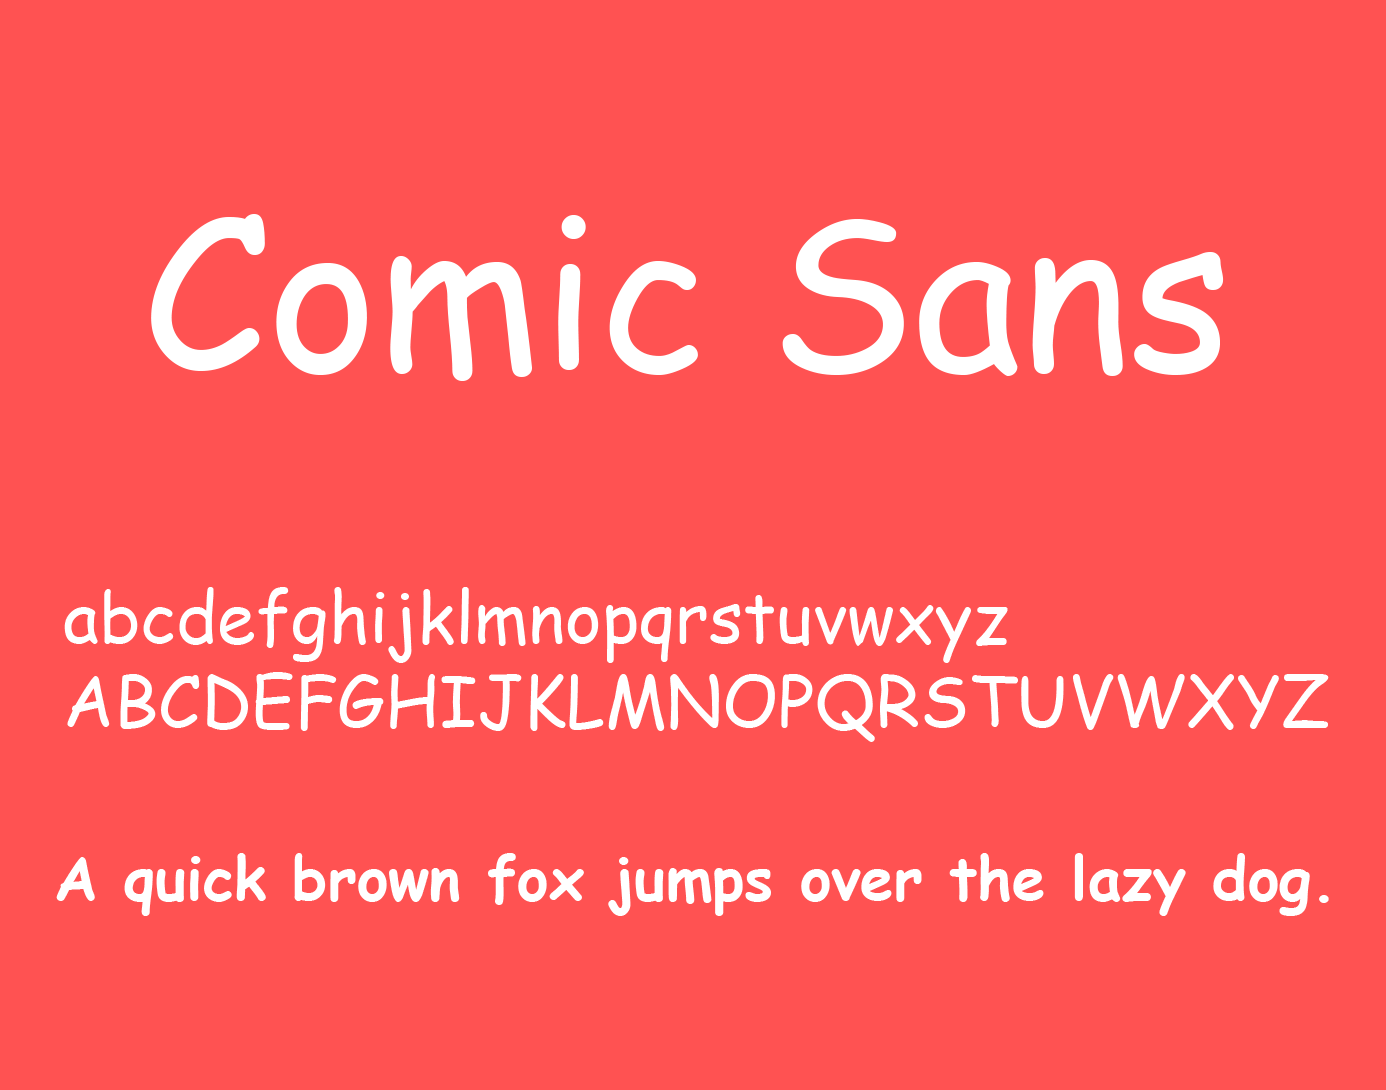 Comic Sans
abcdefghijklmnopqrstuvwxyz
ABCDEFGHIJKLMNOPQRSTUVWXYZ
A quick brown fox jumps over the lazy dog.